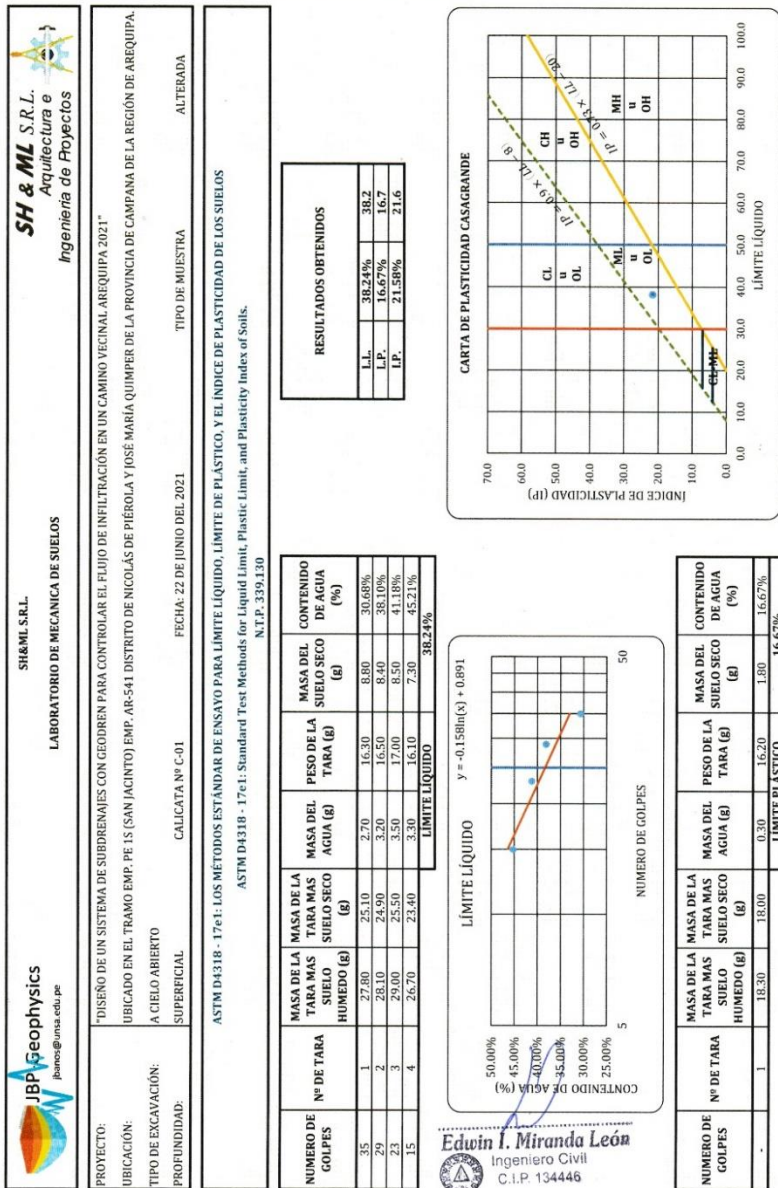 JBP Geophysics
jbanos@unsa.edu.pe
SH&ML S.R.L.
LABORATORIO DE MECANICA DE SUELOS
SH & ML S.R.L.
Arquitectura e
Ingeniería de Proyectos
PROYECTO: "DISEÑO DE UN SISTEMA DE SUBDRENAJES CON GEODREN PARA CONTROLAR EL FLUJO DE INFILTRACIÓN EN UN CAMINO VECINAL AREQUIPA 2021"
UBICACIÓN: UBICADO EN EL TRAMO EMP. PE 1S (SAN JACINTO) EMP. AR-541 DISTRITO DE NICOLÁS DE PIÉROLA Y JOSÉ MARÍA QUIMPER DE LA PROVINCIA DE CAMPANA DE LA REGIÓN DE AREQUIPA.
TIPO DE EXCAVACIÓN: A CIELO ABIERTO
PROFUNDIDAD: SUPERFICIAL CALICATA Nº C-01 FECHA: 22 DE JUNIO DEL 2021 TIPO DE MUESTRA ALTERADA
ASTM D4318 - 17e1: LOS MÉTODOS ESTÁNDAR DE ENSAYO PARA LÍMITE LÍQUIDO, LÍMITE DE PLÁSTICO, Y EL ÍNDICE DE PLASTICIDAD DE LOS SUELOS
ASTM D4318 - 17e1: Standard Test Methods for Liquid Limit, Plastic Limit, and Plasticity Index of Soils.
N.T.P. 339.130
NUMERO DE GOLPES Nº DE TARA MASA DE LA TARA MAS SUELO HUMEDO (g) MASA DE LA TARA MAS SUELO SECO (g) MASA DEL AGUA (g) PESO DE LA TARA (g) MASA DEL SUELO SECO (g) CONTENIDO DE AGUA (%)
35 1 27.80 25.10 2.70 16.30 8.80 30.68%
29 2 28.10 24.90 3.20 16.50 8.40 38.10%
23 3 29.00 25.50 3.50 17.00 8.50 41.18%
15 4 26.70 23.40 3.30 16.10 7.30 45.21%
LÍMITE LÍQUIDO 38.24%
RESULTADOS OBTENIDOS
L.L. 38.24% 38.2
L.P. 16.67% 16.7
I.P. 21.58% 21.6
LÍMITE LÍQUIDO
y = -0.158ln(x) + 0.891
CONTENIDO DE AGUA (%)
50.00%
45.00%
40.00%
35.00%
30.00%
25.00%
5 50
NUMERO DE GOLPES
CARTA DE PLASTICIDAD CASAGRANDE
ÍNDICE DE PLASTICIDAD (IP)
70.0
60.0
50.0
40.0
30.0
20.0
10.0
0.0
IP = 0.9 × (LL - 8)
IP = 0.73 × (LL - 20)
CL
u
OL
CH
u
OH
ML
u
OL
MH
u
OH
CL-ML
0.0 10.0 20.0 30.0 40.0 50.0 60.0 70.0 80.0 90.0 100.0
LÍMITE LÍQUIDO
Edwin I. Miranda León
Ingeniero Civil
C.I.P. 134446
NUMERO DE GOLPES Nº DE TARA MASA DE LA TARA MAS SUELO HUMEDO (g) MASA DE LA TARA MAS SUELO SECO (g) MASA DEL AGUA (g) PESO DE LA TARA (g) MASA DEL SUELO SECO (g) CONTENIDO DE AGUA (%)
- 1 18.30 18.00 0.30 16.20 1.80 16.67%
LÍMITE PLÁSTICO 16.67%